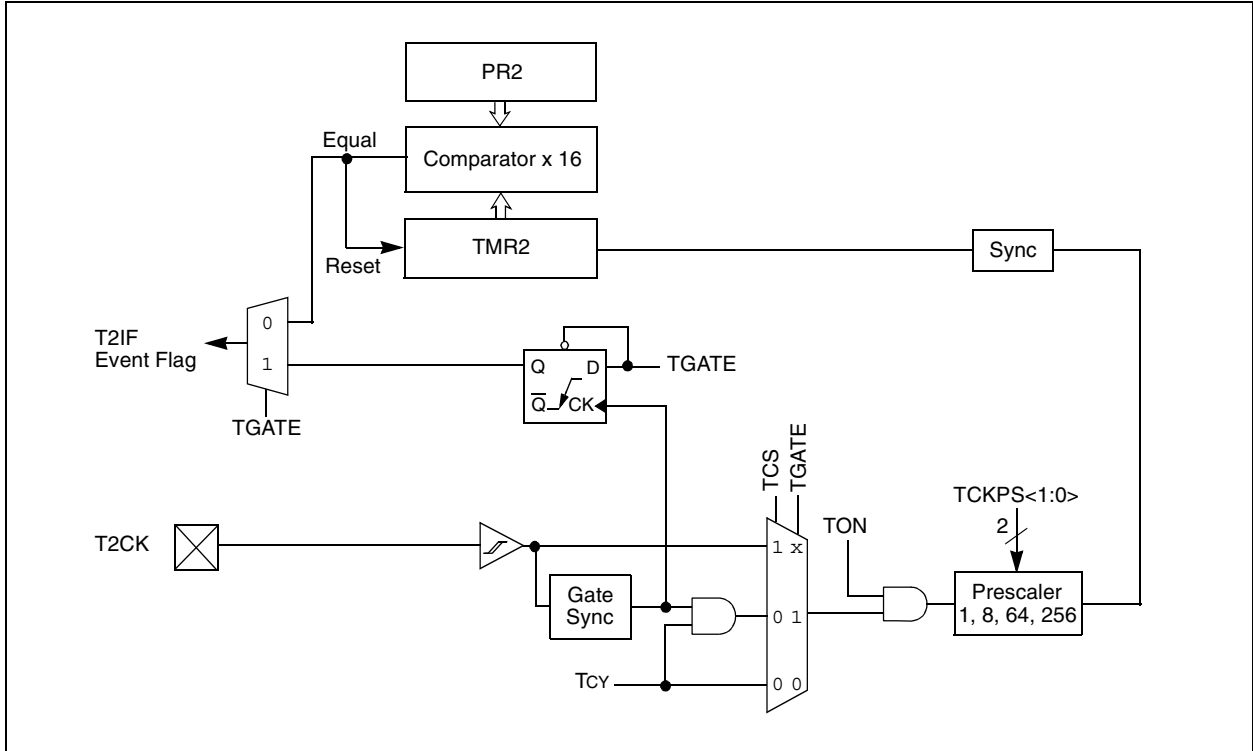 PR2
Equal
Comparator x 16
TMR2
Reset
Sync
T2IF
Event Flag
0
1
TGATE
Q
D
TGATE
Q̅
CK
TCS
TGATE
T2CK
1 x
TON
TCKPS<1:0>
2
Gate
Sync
0 1
Prescaler
1, 8, 64, 256
TCY
0 0